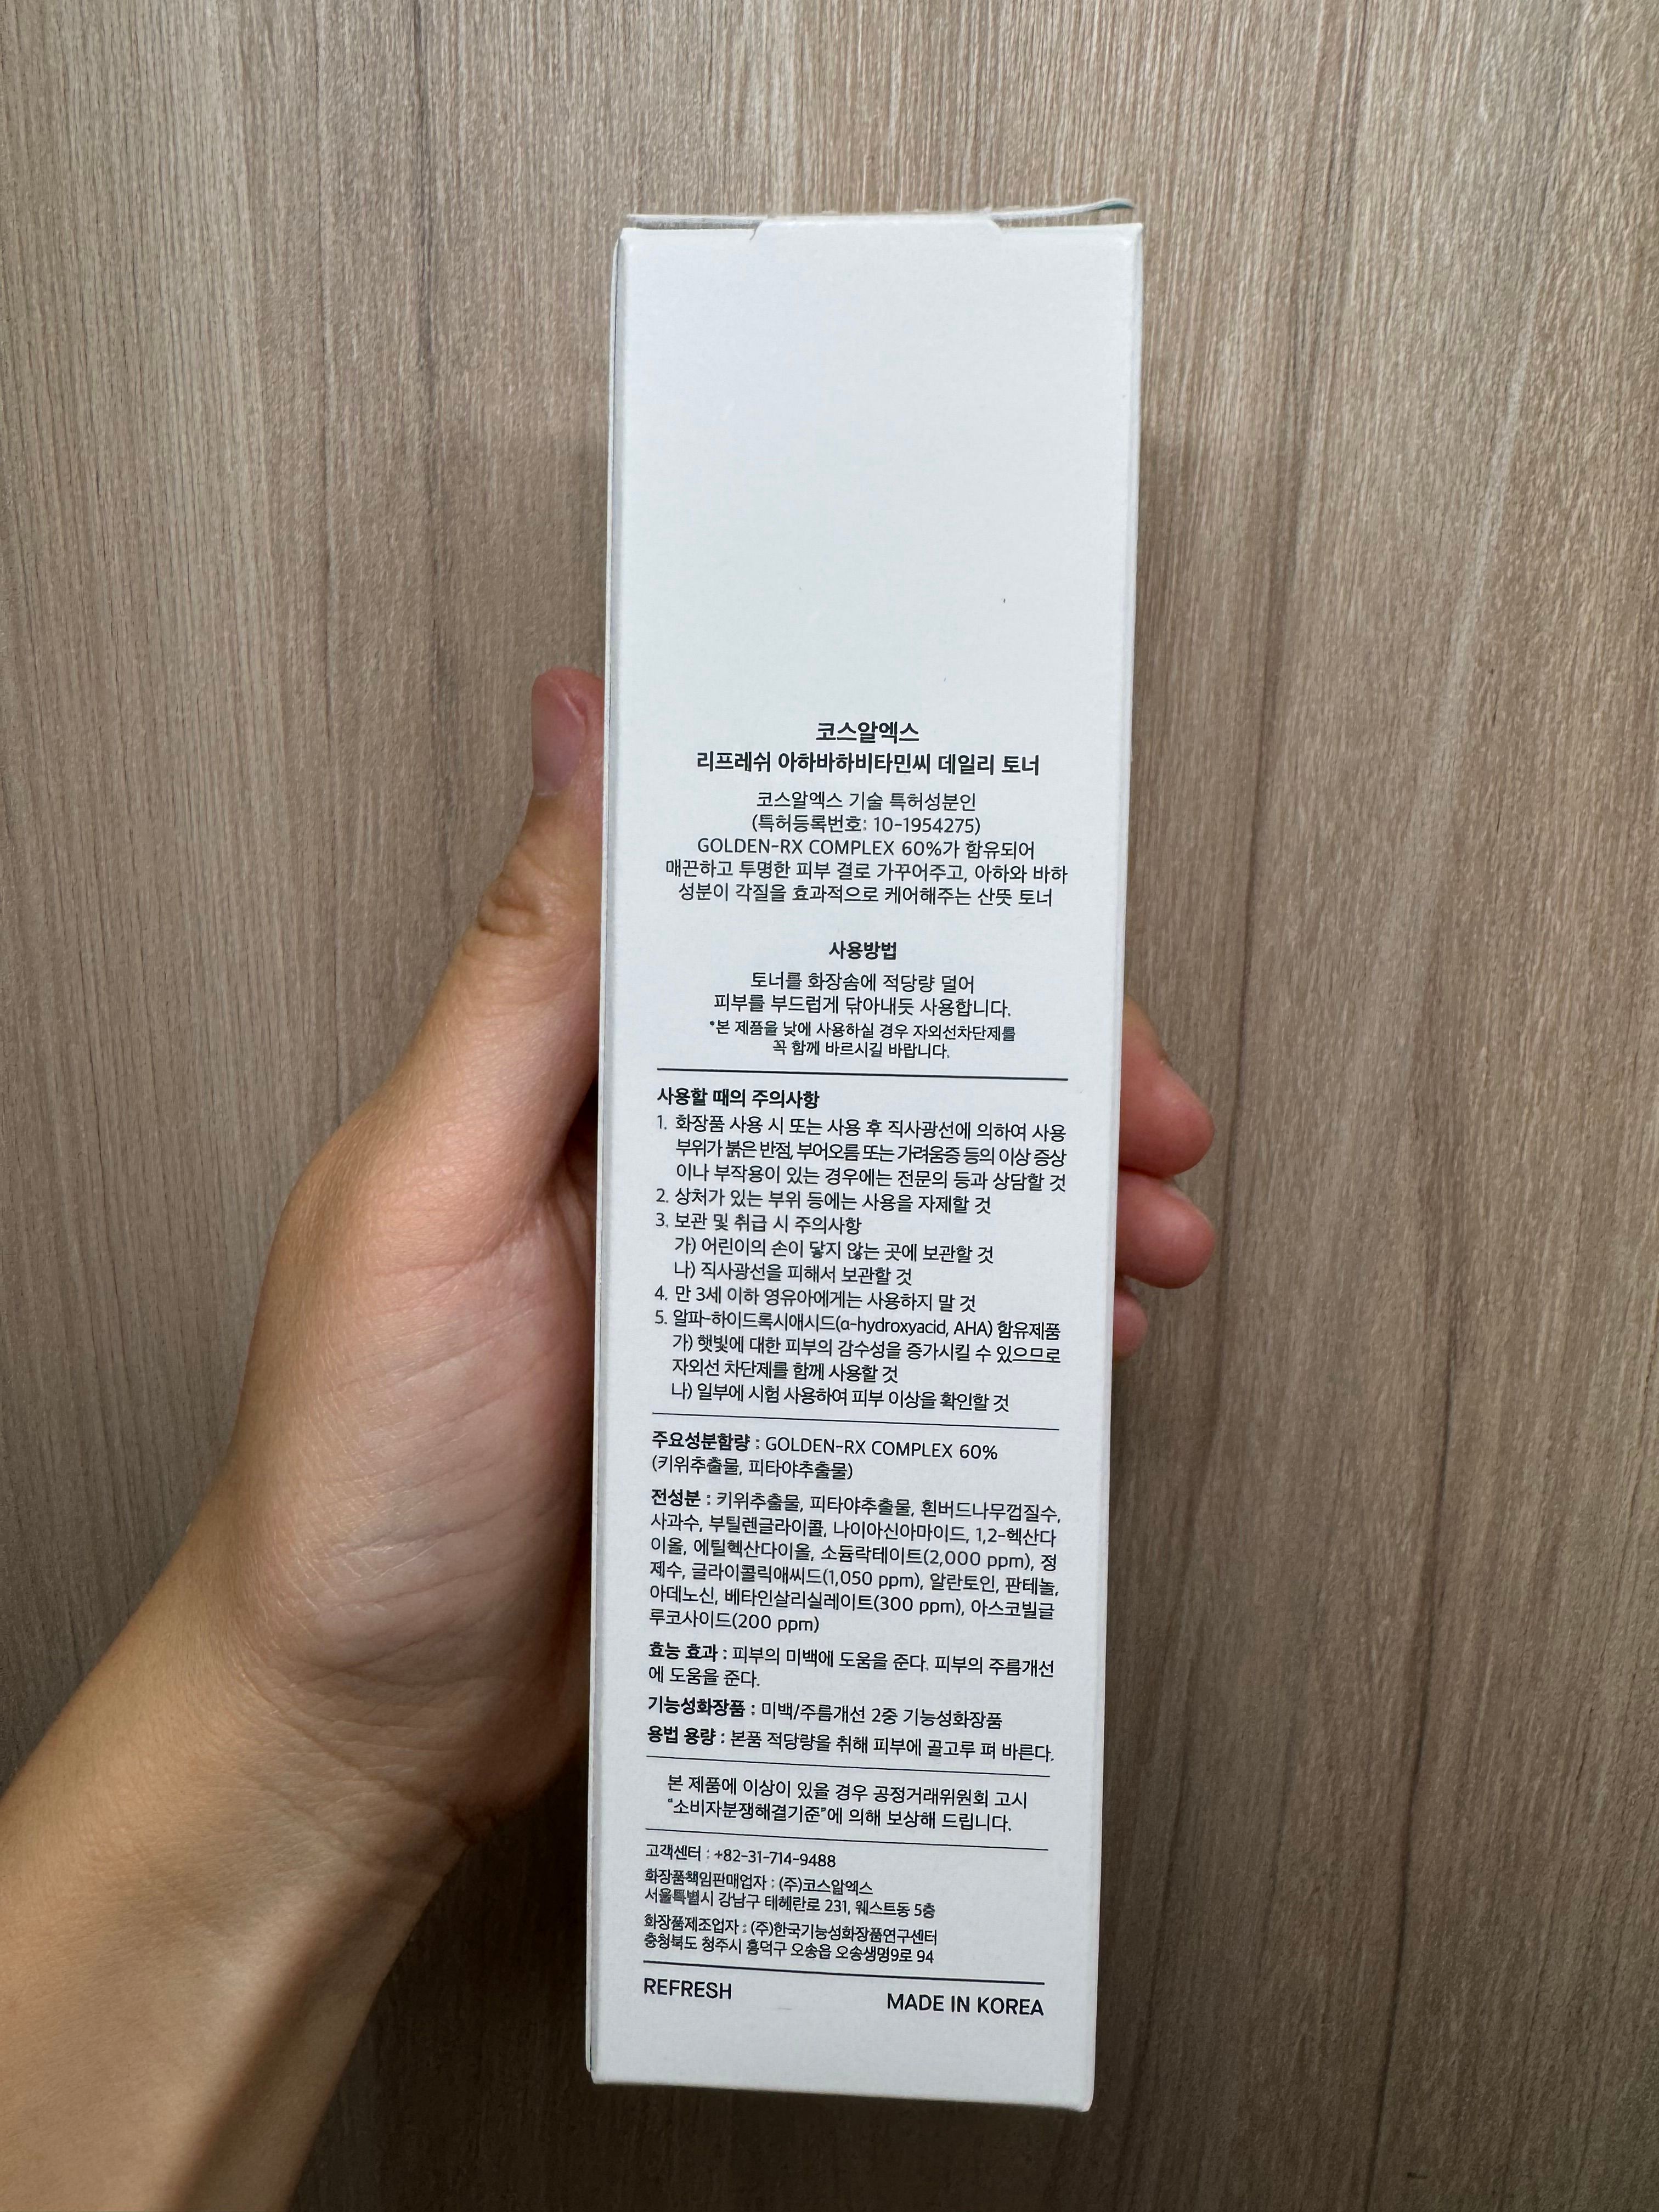 코스알엑스
리프레쉬 아하바하비타민씨 데일리 토너
코스알엑스 기술 특허성분인
(특허등록번호: 10-1954275)
GOLDEN-RX COMPLEX 60%가 함유되어
매끈하고 투명한 피부 결로 가꾸어주고, 아하와 바하
성분이 각질을 효과적으로 케어해주는 산뜻 토너
사용방법
토너를 화장솜에 적당량 덜어
피부를 부드럽게 닦아내듯 사용합니다.
*본 제품을 낮에 사용하실 경우 자외선차단제를
꼭 함께 바르시길 바랍니다.
사용할 때의 주의사항
1. 화장품 사용 시 또는 사용 후 직사광선에 의하여 사용
부위가 붉은 반점, 부어오름 또는 가려움증 등의 이상 증상
이나 부작용이 있는 경우에는 전문의 등과 상담할 것
2. 상처가 있는 부위 등에는 사용을 자제할 것
3. 보관 및 취급 시 주의사항
가) 어린이의 손이 닿지 않는 곳에 보관할 것
나) 직사광선을 피해서 보관할 것
4. 만 3세 이하 영유아에게는 사용하지 말 것
5. 알파-하이드록시애시드(α-hydroxyacid, AHA) 함유제품
가) 햇빛에 대한 피부의 감수성을 증가시킬 수 있으므로
자외선 차단제를 함께 사용할 것
나) 일부에 시험 사용하여 피부 이상을 확인할 것
주요성분함량 : GOLDEN-RX COMPLEX 60%
(키위추출물, 피타야추출물)
전성분 : 키위추출물, 피타야추출물, 흰버드나무껍질수,
사과수, 부틸렌글라이콜, 나이아신아마이드, 1,2-헥산다
이올, 에틸헥산다이올, 소듐락테이트(2,000 ppm), 정
제수, 글라이콜릭애씨드(1,050 ppm), 알란토인, 판테놀,
아데노신, 베타인살리실레이트(300 ppm), 아스코빌글
루코사이드(200 ppm)
효능 효과 : 피부의 미백에 도움을 준다. 피부의 주름개선
에 도움을 준다.
기능성화장품 : 미백/주름개선 2중 기능성화장품
용법 용량 : 본품 적당량을 취해 피부에 골고루 펴 바른다.
본 제품에 이상이 있을 경우 공정거래위원회 고시
"소비자분쟁해결기준"에 의해 보상해 드립니다.
고객센터 : +82-31-714-9488
화장품책임판매업자 : (주)코스알엑스
서울특별시 강남구 테헤란로 231, 웨스트동 5층
화장품제조업자 : (주)한국기능성화장품연구센터
충청북도 청주시 흥덕구 오송읍 오송생명9로 94
REFRESH
MADE IN KOREA